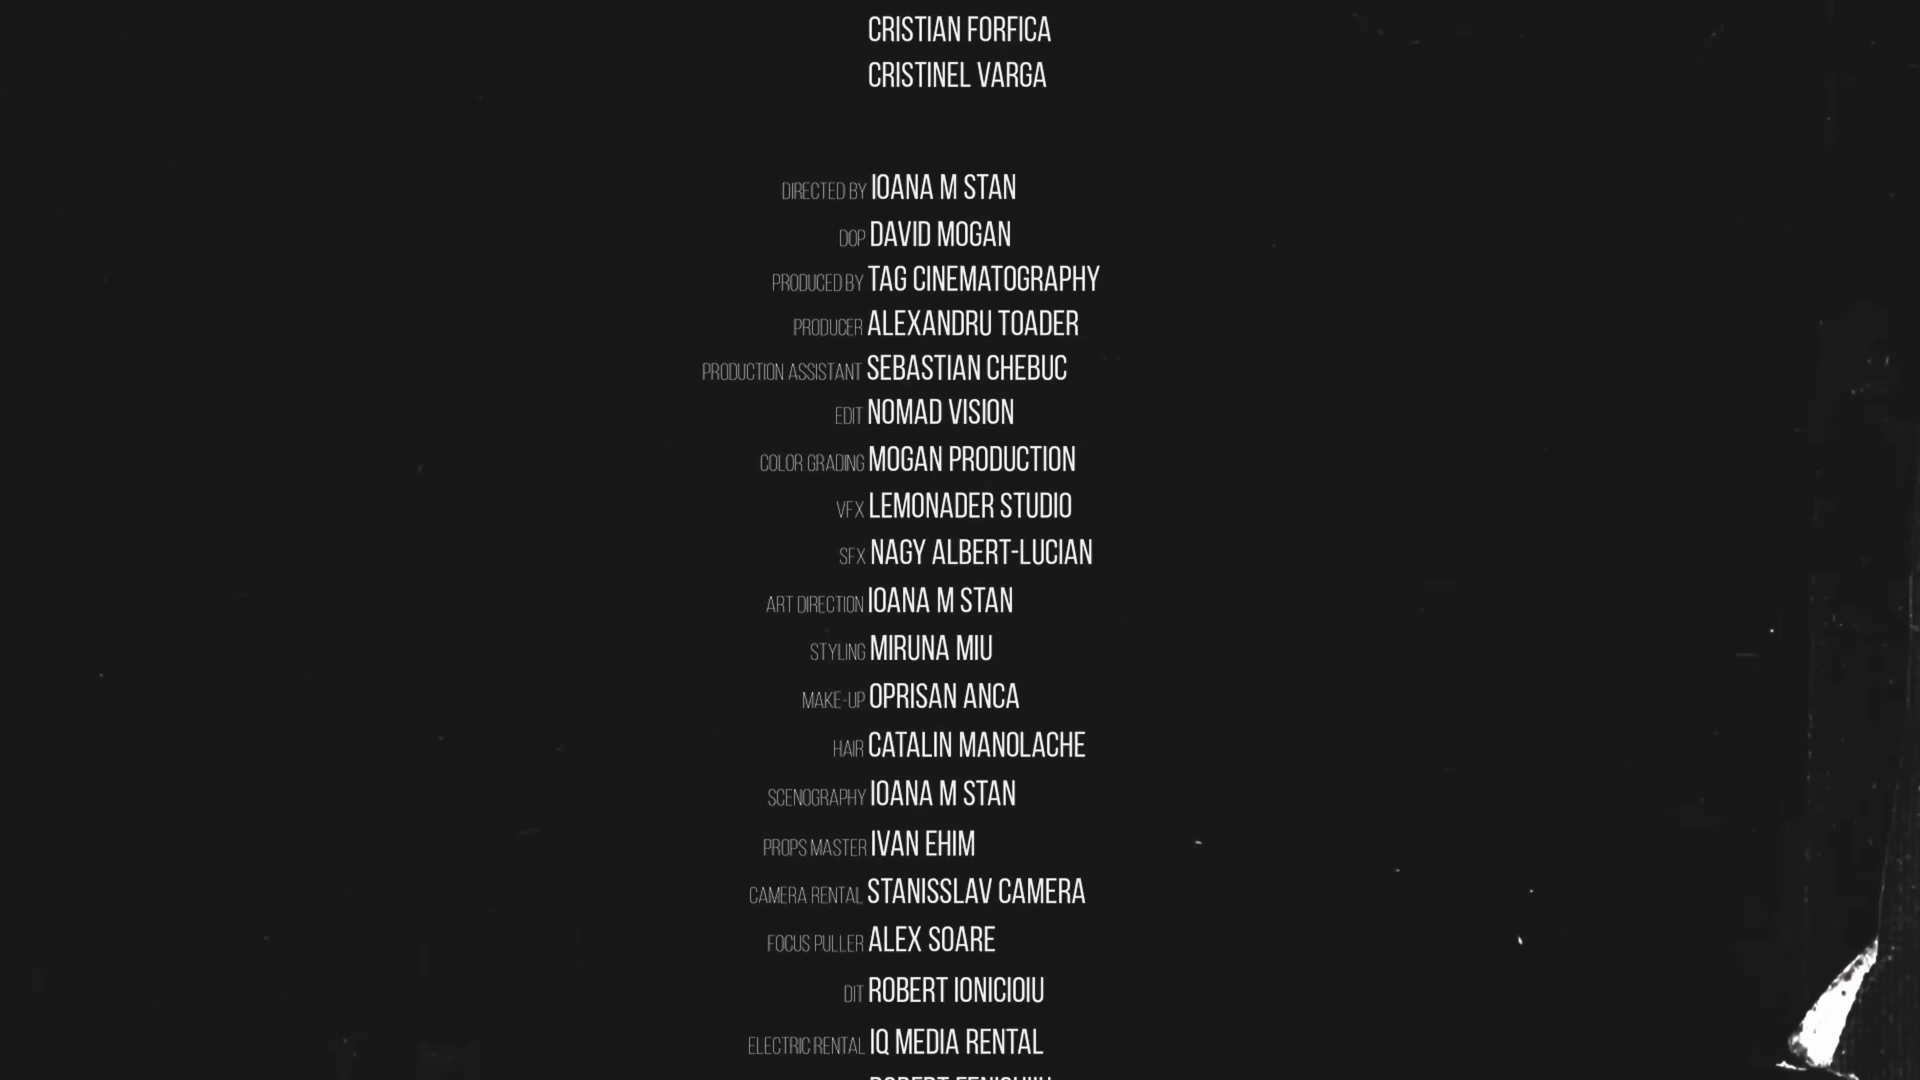 CRISTIAN FORFICA
CRISTINEL VARGA
DIRECTED BY IOANA M STAN
DOP DAVID MOGAN
PRODUCED BY TAG CINEMATOGRAPHY
PRODUCER ALEXANDRU TOADER
PRODUCTION ASSISTANT SEBASTIAN CHEBUC
EDIT NOMAD VISION
COLOR GRADING MOGAN PRODUCTION
VFX LEMONADER STUDIO
SFX NAGY ALBERT-LUCIAN
ART DIRECTION IOANA M STAN
STYLING MIRUNA MIU
MAKE-UP OPRISAN ANCA
HAIR CATALIN MANOLACHE
SCENOGRAPHY IOANA M STAN
PROPS MASTER IVAN EHIM
CAMERA RENTAL STANISSLAV CAMERA
FOCUS PULLER ALEX SOARE
DIT ROBERT IONICIOIU
ELECTRIC RENTAL IQ MEDIA RENTAL